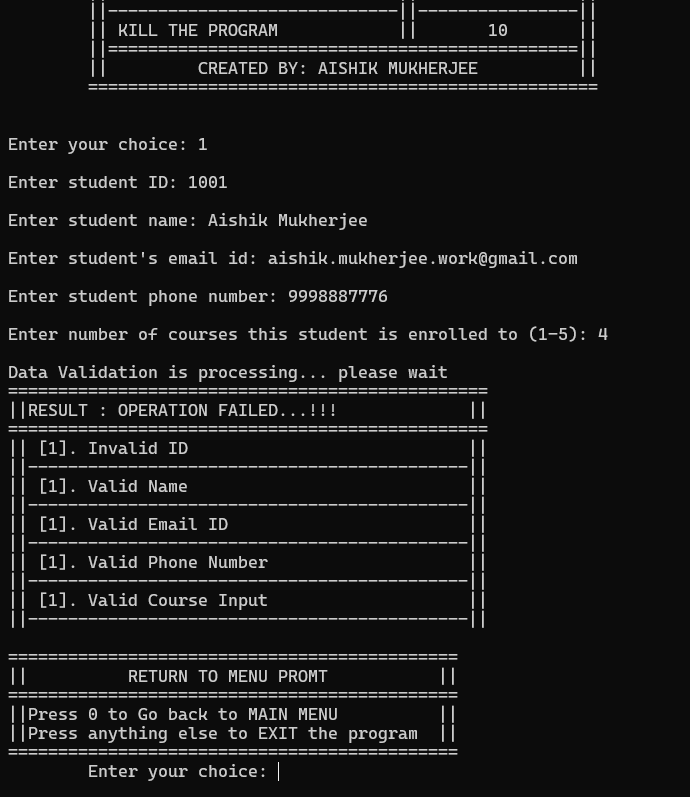 ||-----------------------------||----------------||
|| KILL THE PROGRAM            ||       10       ||
||===============================================||
||         CREATED BY: AISHIK MUKHERJEE          ||
===================================================
Enter your choice: 1
Enter student ID: 1001
Enter student name: Aishik Mukherjee
Enter student's email id: aishik.mukherjee.work@gmail.com
Enter student phone number: 9998887776
Enter number of courses this student is enrolled to (1-5): 4
Data Validation is processing... please wait
================================================
||RESULT : OPERATION FAILED...!!!             ||
================================================
|| [1]. Invalid ID                            ||
||--------------------------------------------||
|| [1]. Valid Name                            ||
||--------------------------------------------||
|| [1]. Valid Email ID                        ||
||--------------------------------------------||
|| [1]. Valid Phone Number                    ||
||--------------------------------------------||
|| [1]. Valid Course Input                    ||
||--------------------------------------------||
=============================================
||          RETURN TO MENU PROMT           ||
=============================================
||Press 0 to Go back to MAIN MENU          ||
||Press anything else to EXIT the program  ||
=============================================
Enter your choice: